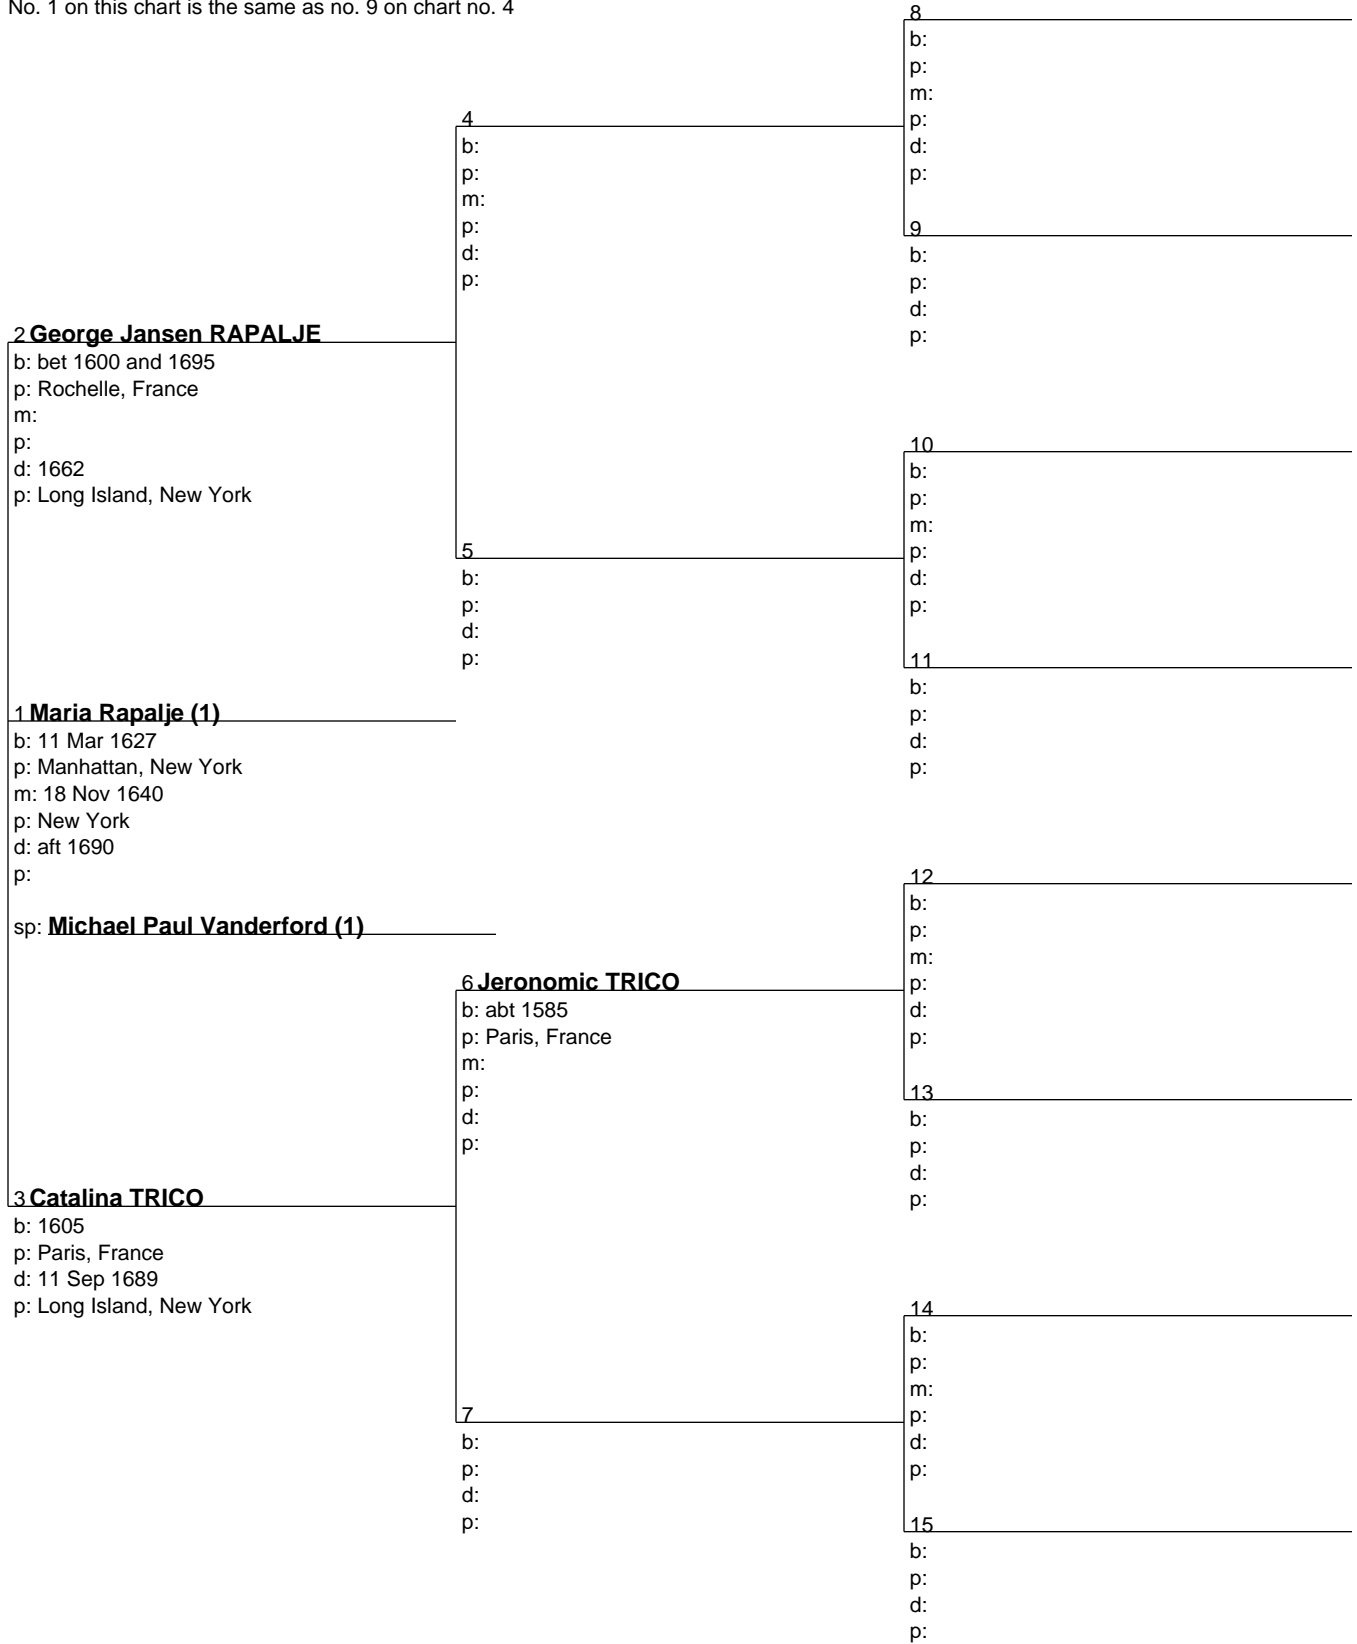 No. 1 on this chart is the same as no. 9 on chart no. 4
8
b:
p:
m:
p:
d:
p:
4
b:
p:
m:
p:
d:
p:
9
b:
p:
d:
p:
2 George Jansen RAPALJE
b: bet 1600 and 1695
p: Rochelle, France
m:
p:
d: 1662
p: Long Island, New York
10
b:
p:
m:
p:
d:
p:
5
b:
p:
d:
p:
11
b:
p:
d:
p:
1 Maria Rapalje (1)
b: 11 Mar 1627
p: Manhattan, New York
m: 18 Nov 1640
p: New York
d: aft 1690
p:
sp: Michael Paul Vanderford (1)
12
b:
p:
m:
p:
d:
p:
6 Jeronomic TRICO
b: abt 1585
p: Paris, France
m:
p:
d:
p:
13
b:
p:
d:
p:
3 Catalina TRICO
b: 1605
p: Paris, France
d: 11 Sep 1689
p: Long Island, New York
14
b:
p:
m:
p:
d:
p:
7
b:
p:
d:
p:
15
b:
p:
d:
p: